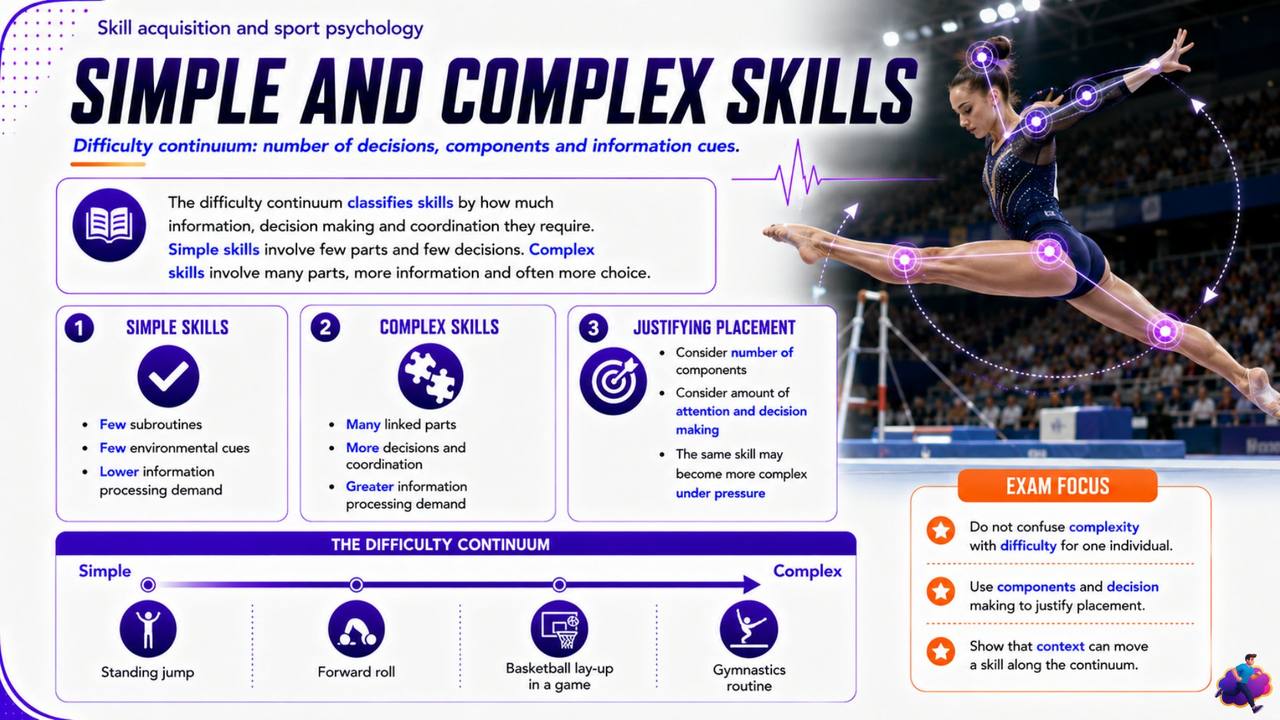 Skill acquisition and sport psychology
SIMPLE AND COMPLEX SKILLS
Difficulty continuum: number of decisions, components and information cues.
The difficulty continuum classifies skills by how much
information, decision making and coordination they require.
Simple skills involve few parts and few decisions. Complex
skills involve many parts, more information and often more choice.
1 SIMPLE SKILLS
Few subroutines
Few environmental cues
Lower information
processing demand
2 COMPLEX SKILLS
Many linked parts
More decisions and
coordination
Greater information
processing demand
3 JUSTIFYING PLACEMENT
Consider number of
components
Consider amount of
attention and decision
making
The same skill may
become more complex
under pressure
THE DIFFICULTY CONTINUUM
Simple
Complex
Standing jump
Forward roll
Basketball lay-up
in a game
Gymnastics
routine
EXAM FOCUS
Do not confuse complexity
with difficulty for one individual.
Use components and decision
making to justify placement.
Show that context can move
a skill along the continuum.